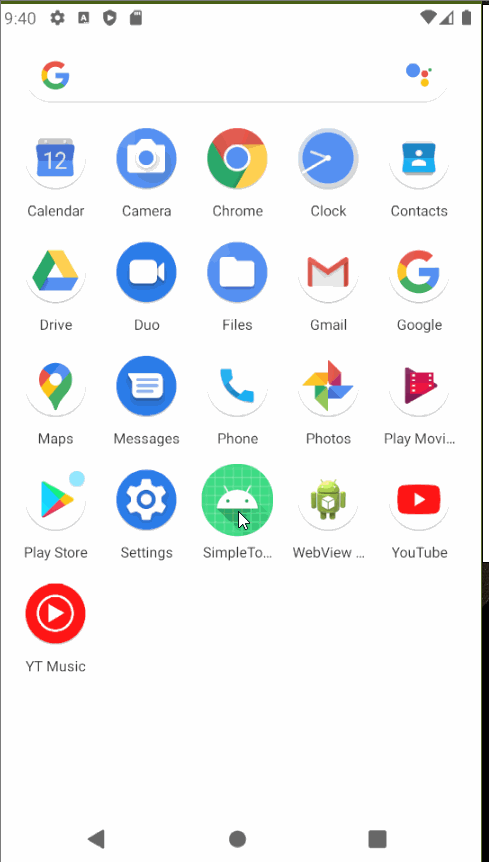 9:40
Calendar Camera Chrome Clock Contacts
12
Drive Duo Files Gmail Google
Maps Messages Phone Photos Play Movi...
Play Store Settings SimpleTo... WebView ... YouTube
YT Music